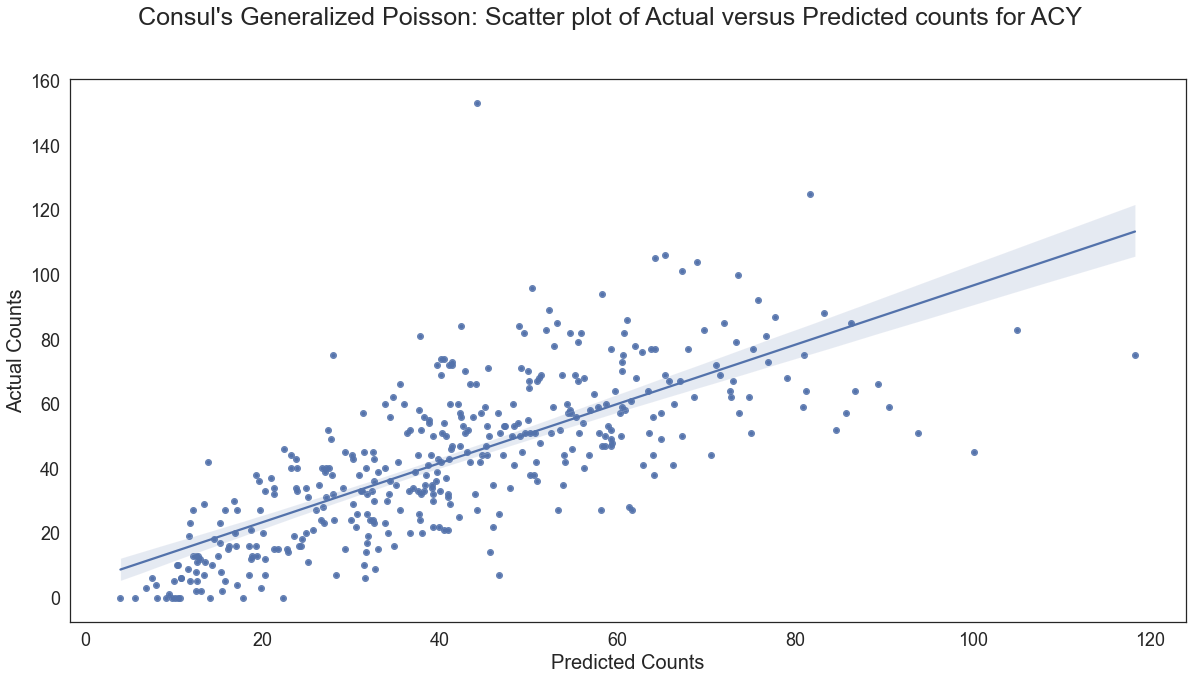 Consul's Generalized Poisson: Scatter plot of Actual versus Predicted counts for ACY
160
140
120
100
80
60
40
20
0
Actual Counts
0 20 40 60 80 100 120
Predicted Counts